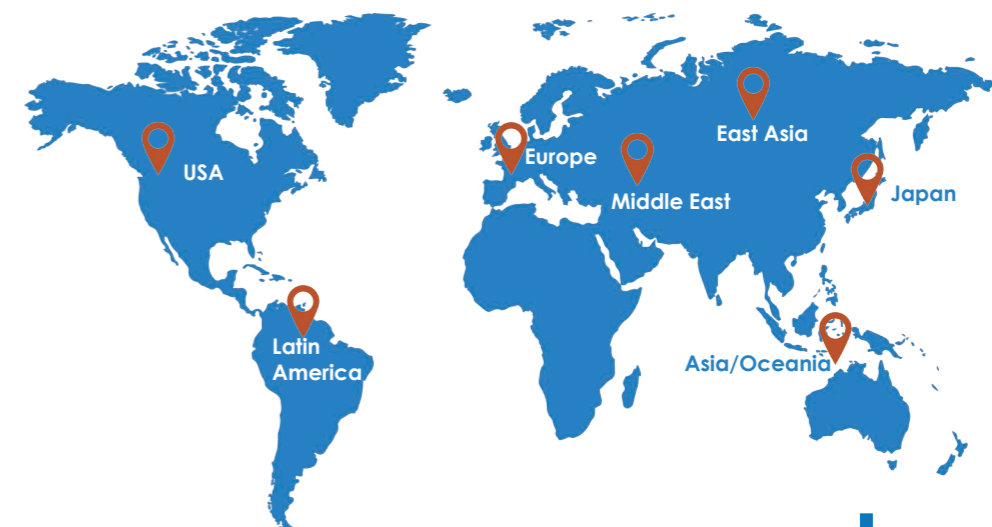 East Asia
Europe
USA
Middle East
Japan
Latin
America
Asia/Oceania